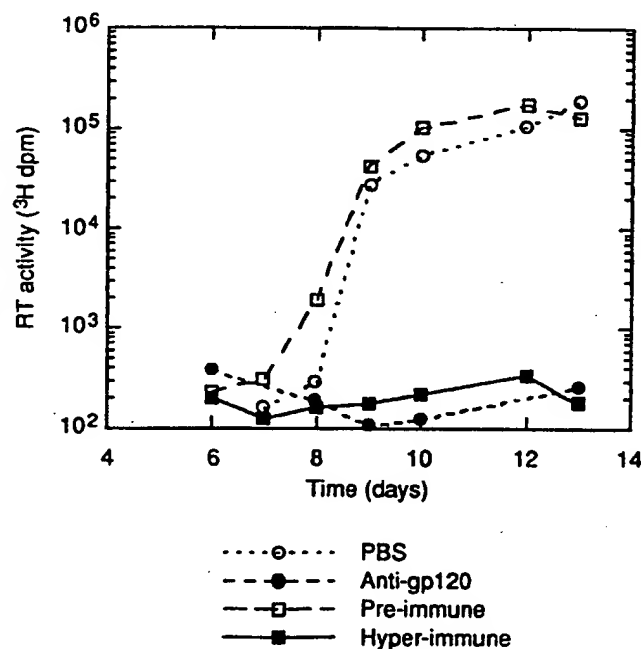 10⁶
10⁵
10⁴
10³
10²
RT activity (³H dpm)
4 6 8 10 12 14
Time (days)
PBS
Anti-gp120
Pre-immune
Hyper-immune